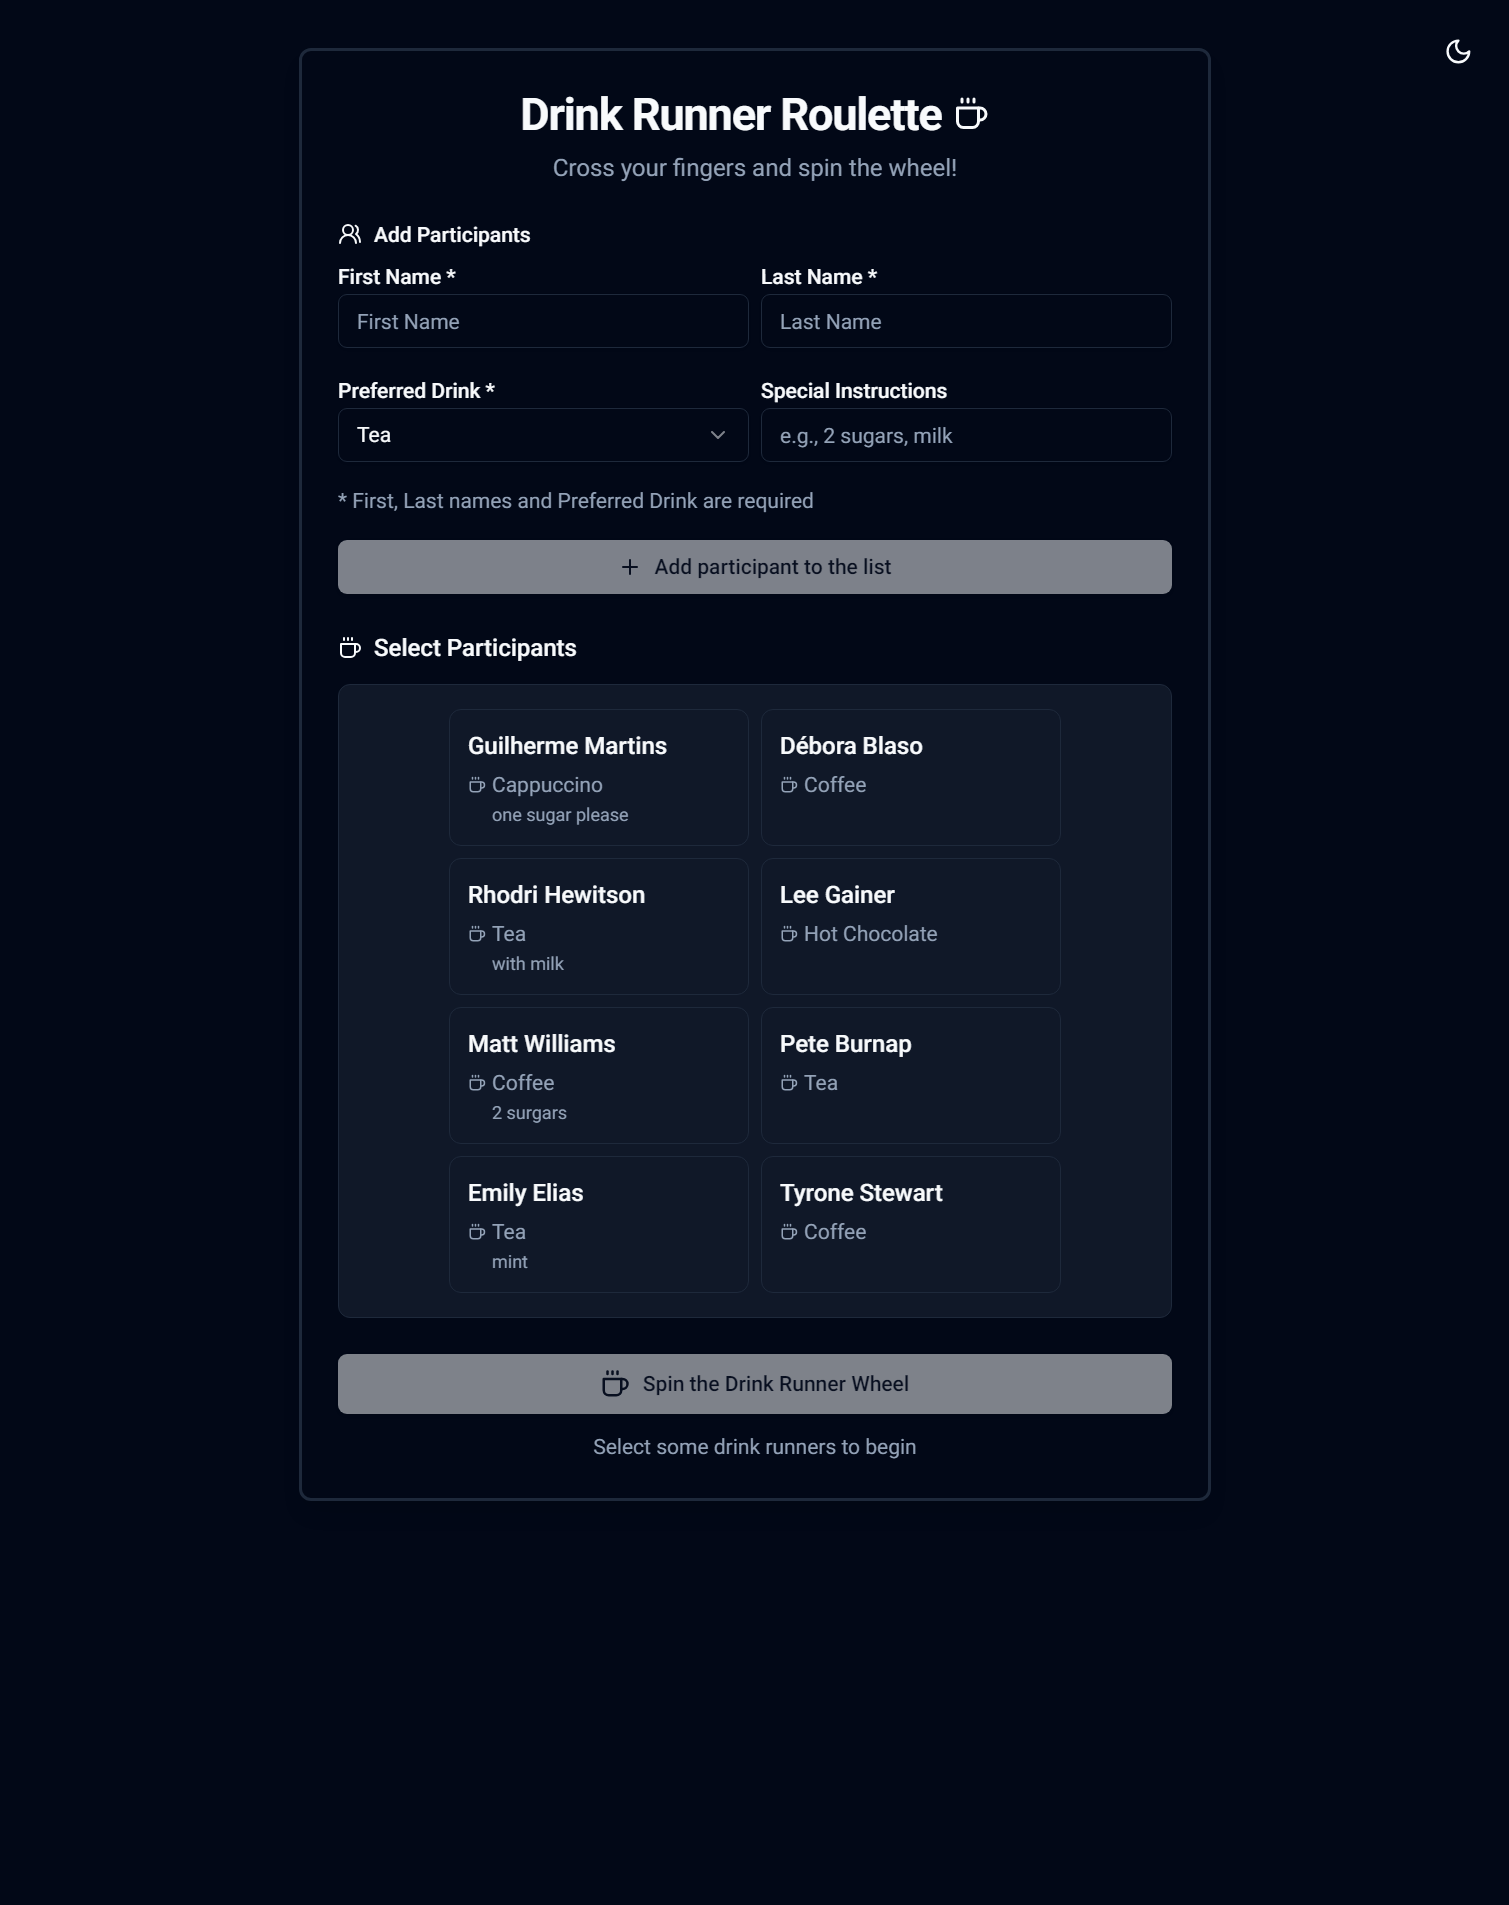 Drink Runner Roulette
Cross your fingers and spin the wheel!
Add Participants
First Name *
Last Name *
First Name
Last Name
Preferred Drink *
Special Instructions
Tea
e.g., 2 sugars, milk
* First, Last names and Preferred Drink are required
Add participant to the list
Select Participants
Guilherme Martins
Cappuccino
one sugar please
Débora Blaso
Coffee
Rhodri Hewitson
Tea
with milk
Lee Gainer
Hot Chocolate
Matt Williams
Coffee
2 surgars
Pete Burnap
Tea
Emily Elias
Tea
mint
Tyrone Stewart
Coffee
Spin the Drink Runner Wheel
Select some drink runners to begin